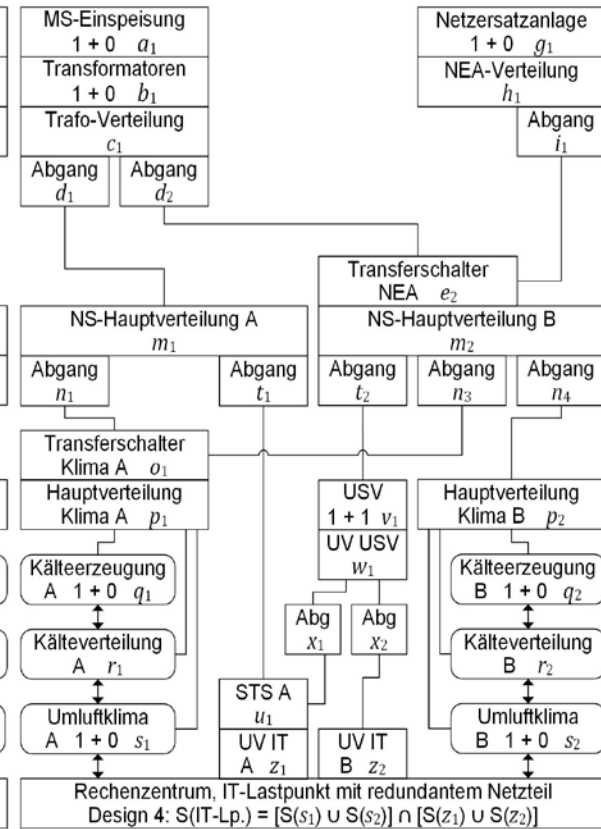 MS-Einspeisung
1 + 0 a₁
Transformatoren
1 + 0 b₁
Trafo-Verteilung
c₁
Abgang
d₁
Abgang
d₂
Netzersatzanlage
1 + 0 g₁
NEA-Verteilung
h₁
Abgang
i₁
Transferschalter
NEA e₂
NS-Hauptverteilung A
m₁
NS-Hauptverteilung B
m₂
Abgang
n₁
Abgang
t₁
Abgang
t₂
Abgang
n₃
Abgang
n₄
Transferschalter
Klima A o₁
Hauptverteilung
Klima A p₁
USV
1 + 1 v₁
UV USV
w₁
Hauptverteilung
Klima B p₂
Kälteerzeugung
A 1 + 0 q₁
Kälteerzeugung
B 1 + 0 q₂
Abg
x₁
Abg
x₂
Kälteverteilung
A r₁
Kälteverteilung
B r₂
STS A
u₁
Umluftklima
A 1 + 0 s₁
UV IT
A z₁
UV IT
B z₂
Umluftklima
B 1 + 0 s₂
Rechenzentrum, IT-Lastpunkt mit redundantem Netzteil
Design 4: S(IT-Lp.) = [S(s₁) ∪ S(s₂)] ∩ [S(z₁) ∪ S(z₂)]